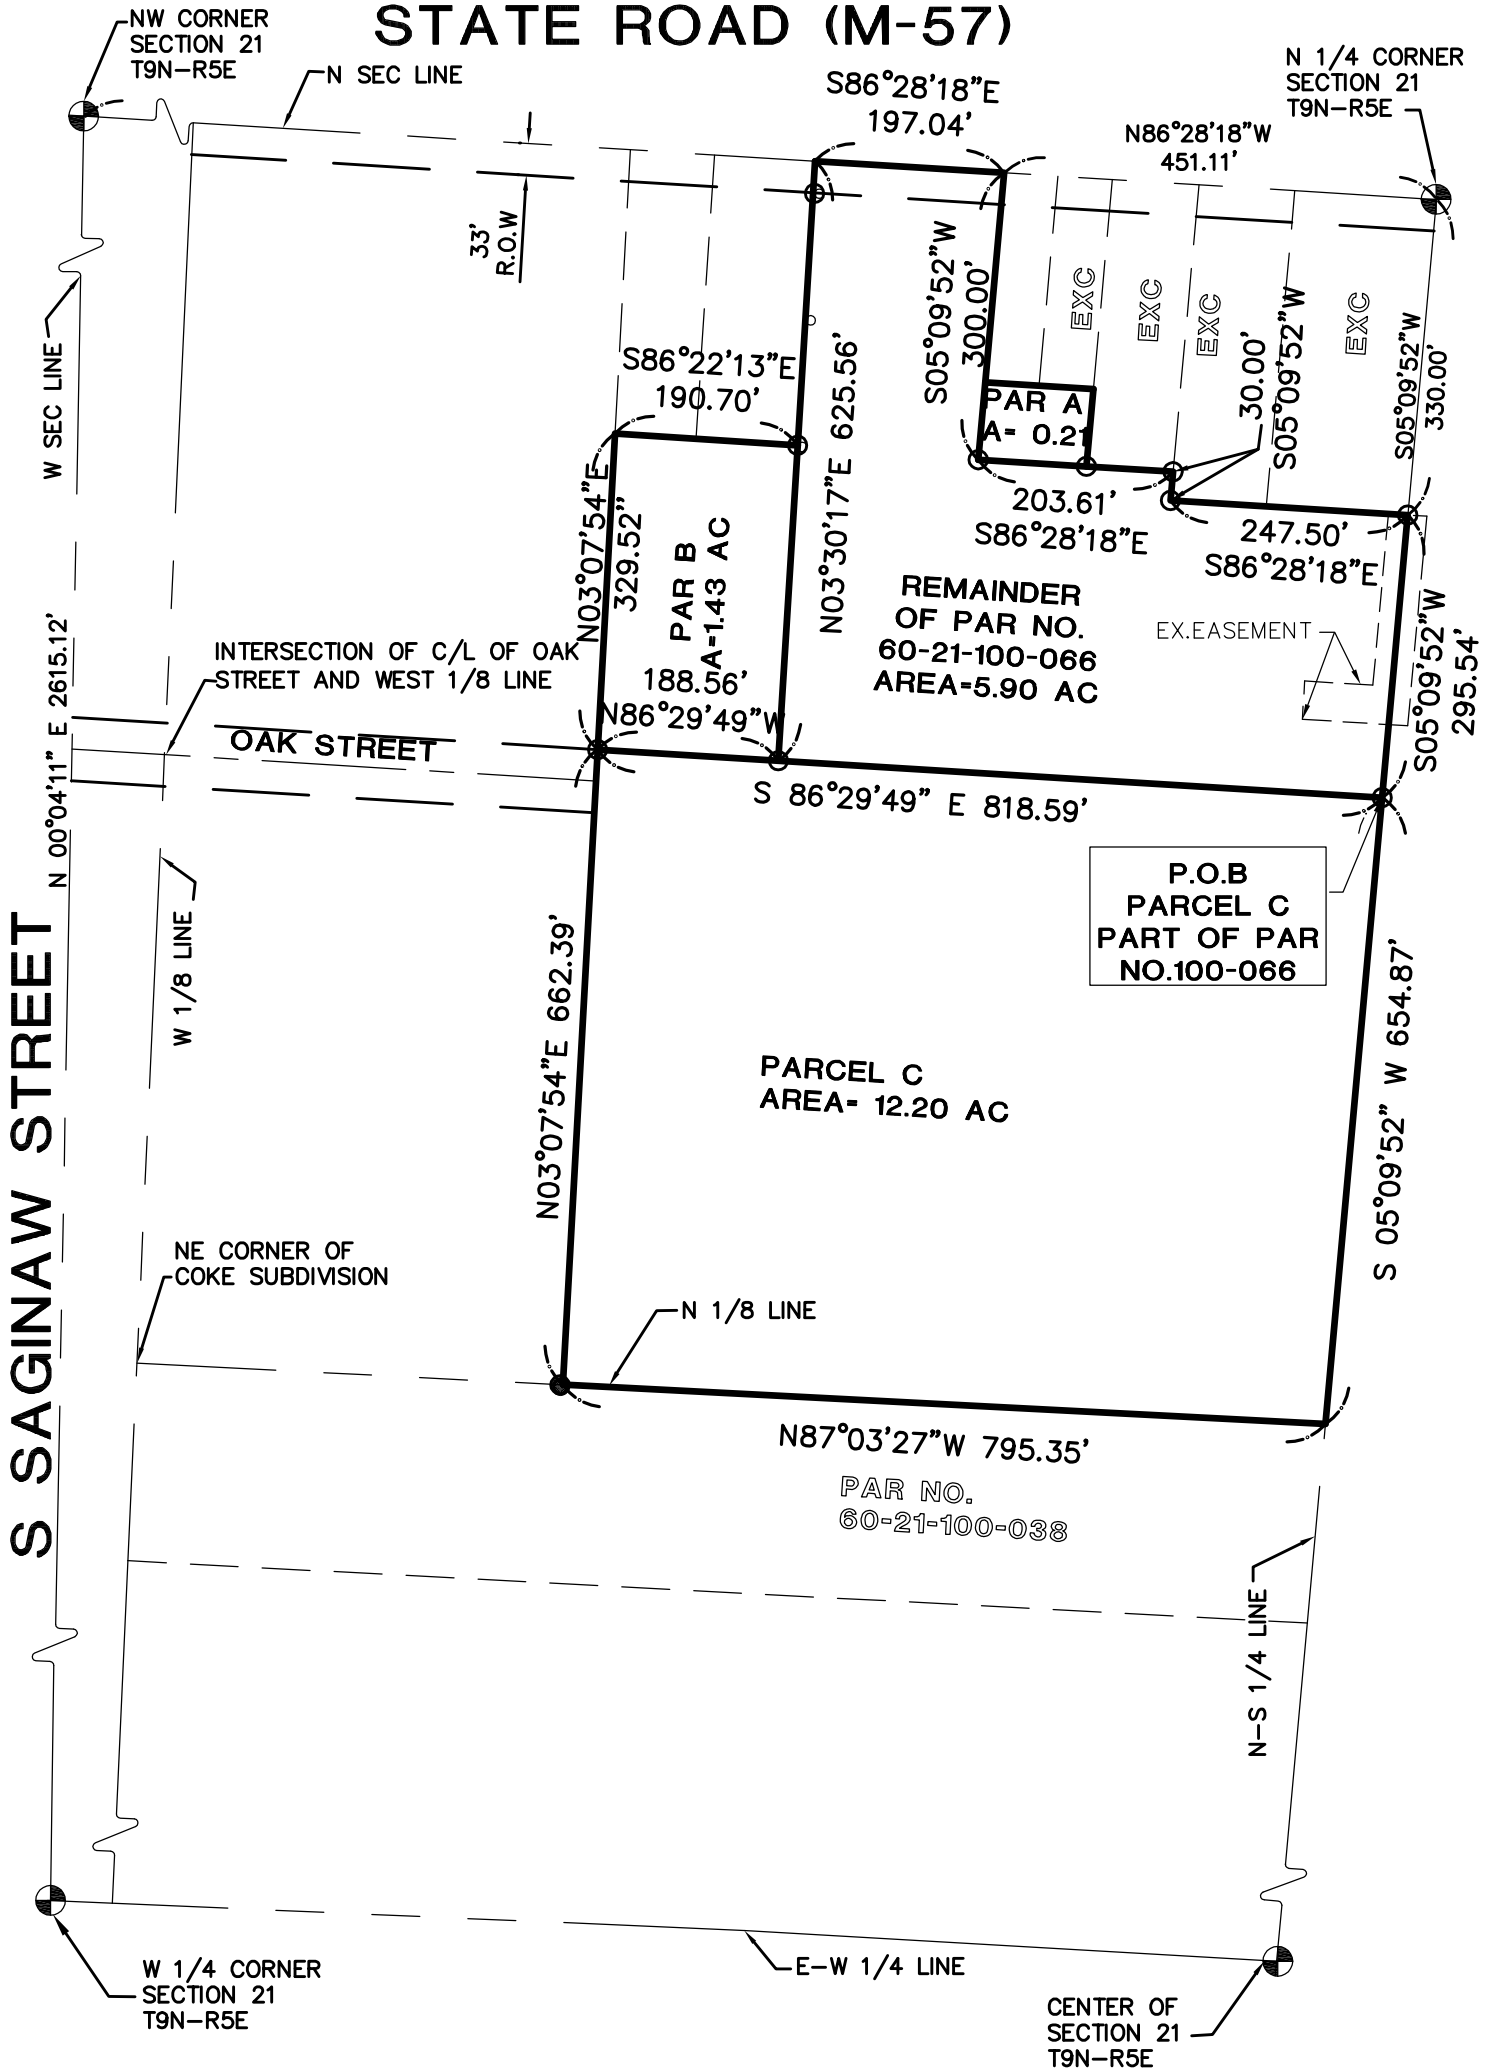 STATE ROAD (M-57)
NW CORNER
SECTION 21
T9N-R5E
N SEC LINE
S86°28'18"E
197.04'
N 1/4 CORNER
SECTION 21
T9N-R5E
N86°28'18"W
451.11'
33'
R.O.W
W SEC LINE
S86°22'13"E
190.70'
N03°30'17"E 625.56'
S05°09'52"W
300.00'
EXC
EXC
EXC
30.00'
S05°09'52"W
EXC
S05°09'52"W
330.00'
PAR A
A= 0.21
203.61'
S86°28'18"E
247.50'
S86°28'18"E
N03°07'54"E
329.52"
PAR B
A=1.43 AC
188.56'
N86°29'49"W
REMAINDER
OF PAR NO.
60-21-100-066
AREA=5.90 AC
EX.EASEMENT
S05°09'52"W
295.54'
N 00°04'11" E 2615.12'
INTERSECTION OF C/L OF OAK
STREET AND WEST 1/8 LINE
OAK STREET
S 86°29'49" E 818.59'
P.O.B
PARCEL C
PART OF PAR
NO.100-066
S SAGINAW STREET
W 1/8 LINE
N03°07'54"E 662.39'
PARCEL C
AREA= 12.20 AC
S 05°09'52" W 654.87'
NE CORNER OF
COKE SUBDIVISION
N 1/8 LINE
N87°03'27"W 795.35'
PAR NO.
60-21-100-038
N-S 1/4 LINE
W 1/4 CORNER
SECTION 21
T9N-R5E
E-W 1/4 LINE
CENTER OF
SECTION 21
T9N-R5E